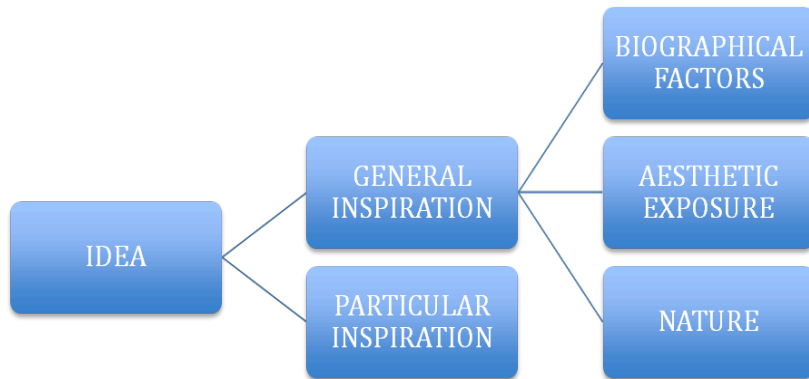 IDEA
GENERAL
INSPIRATION
PARTICULAR
INSPIRATION
BIOGRAPHICAL
FACTORS
AESTHETIC
EXPOSURE
NATURE